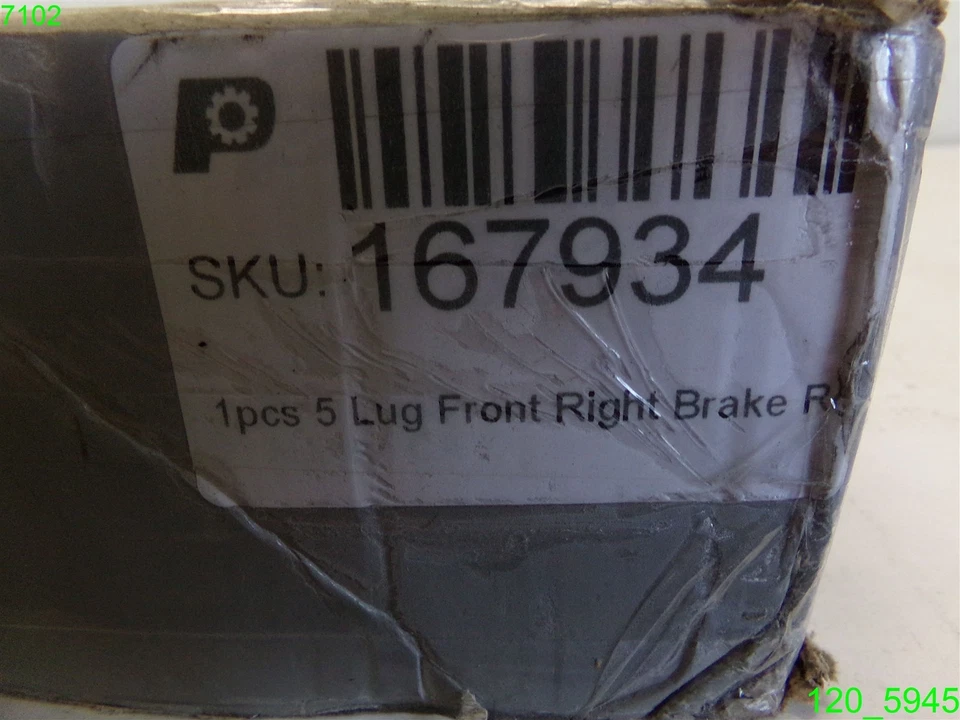 7102
P
SKU: 167934
1pcs 5 Lug Front Right Brake
120_5945